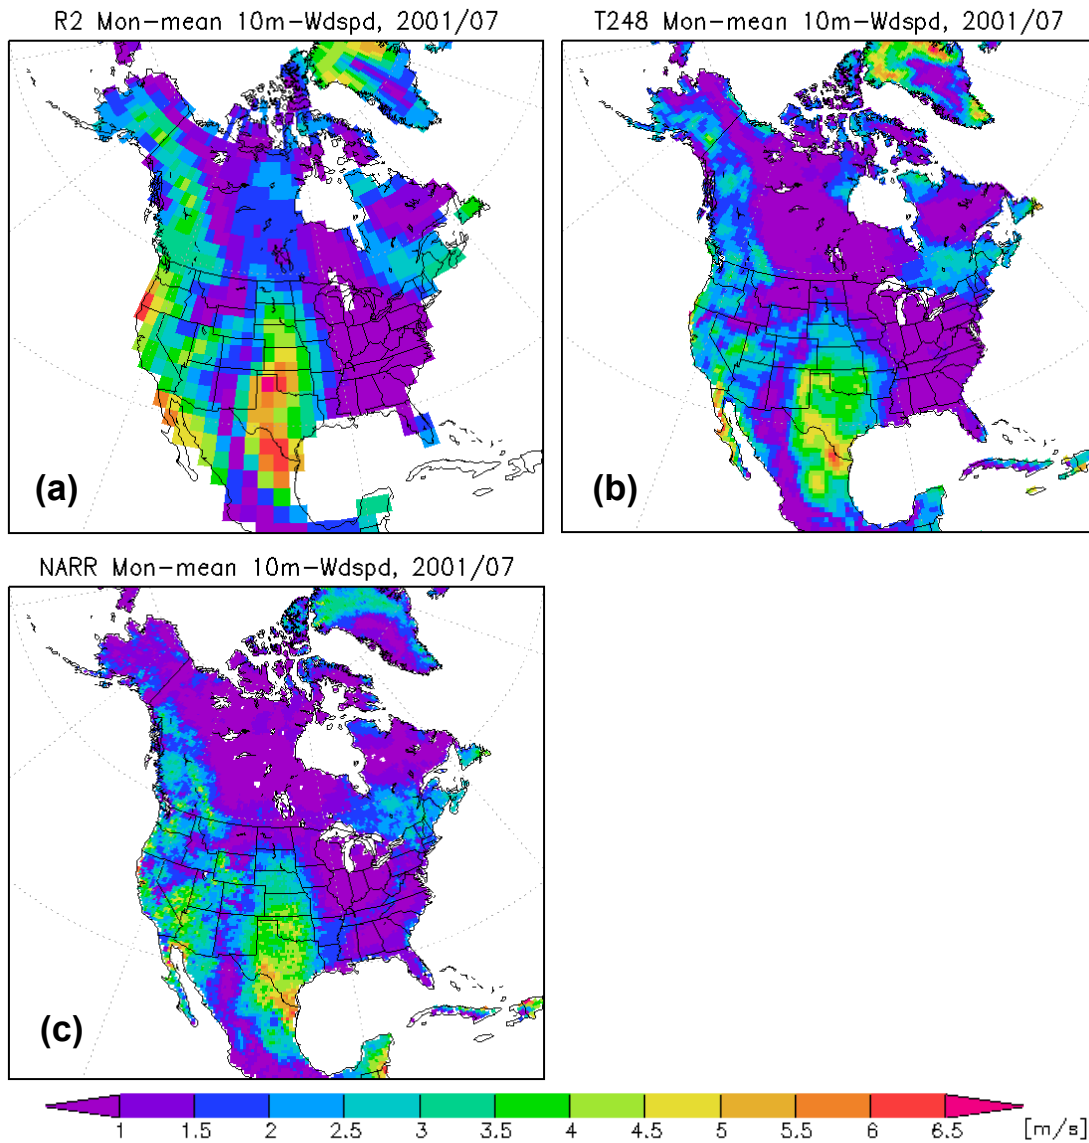 R2 Mon-mean 10m-Wdspd, 2001/07
T248 Mon-mean 10m-Wdspd, 2001/07
(a)
(b)
NARR Mon-mean 10m-Wdspd, 2001/07
(c)
1 1.5 2 2.5 3 3.5 4 4.5 5 5.5 6 6.5 [m/s]